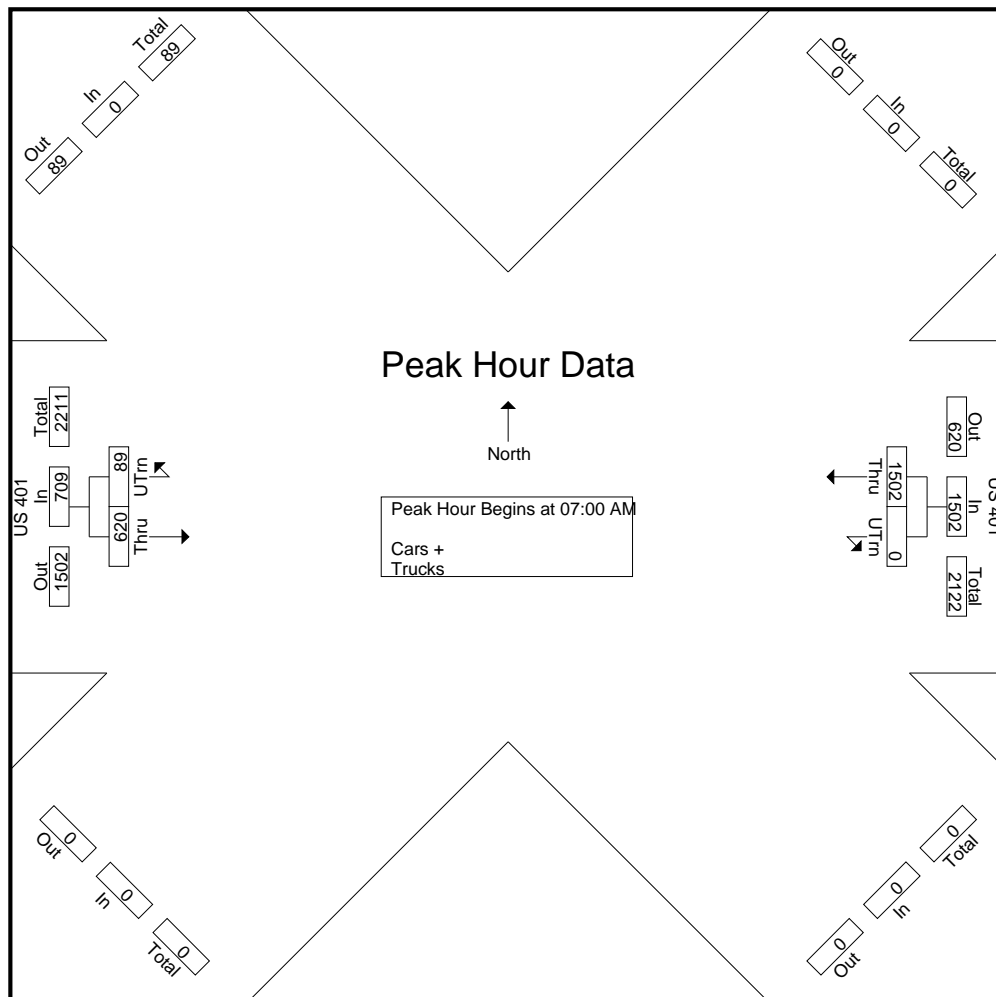 Total
89
In
0
Out
89
Out
0
In
0
Total
0
Peak Hour Data
North
Peak Hour Begins at 07:00 AM
Cars +
Trucks
US 401
Total
2211
In
709
Out
1502
89
UTrn
620
Thru
1502
Thru
0
UTrn
Out
620
In
1502
Total
2122
US 401
Out
0
In
0
Total
0
Total
0
In
0
Out
0